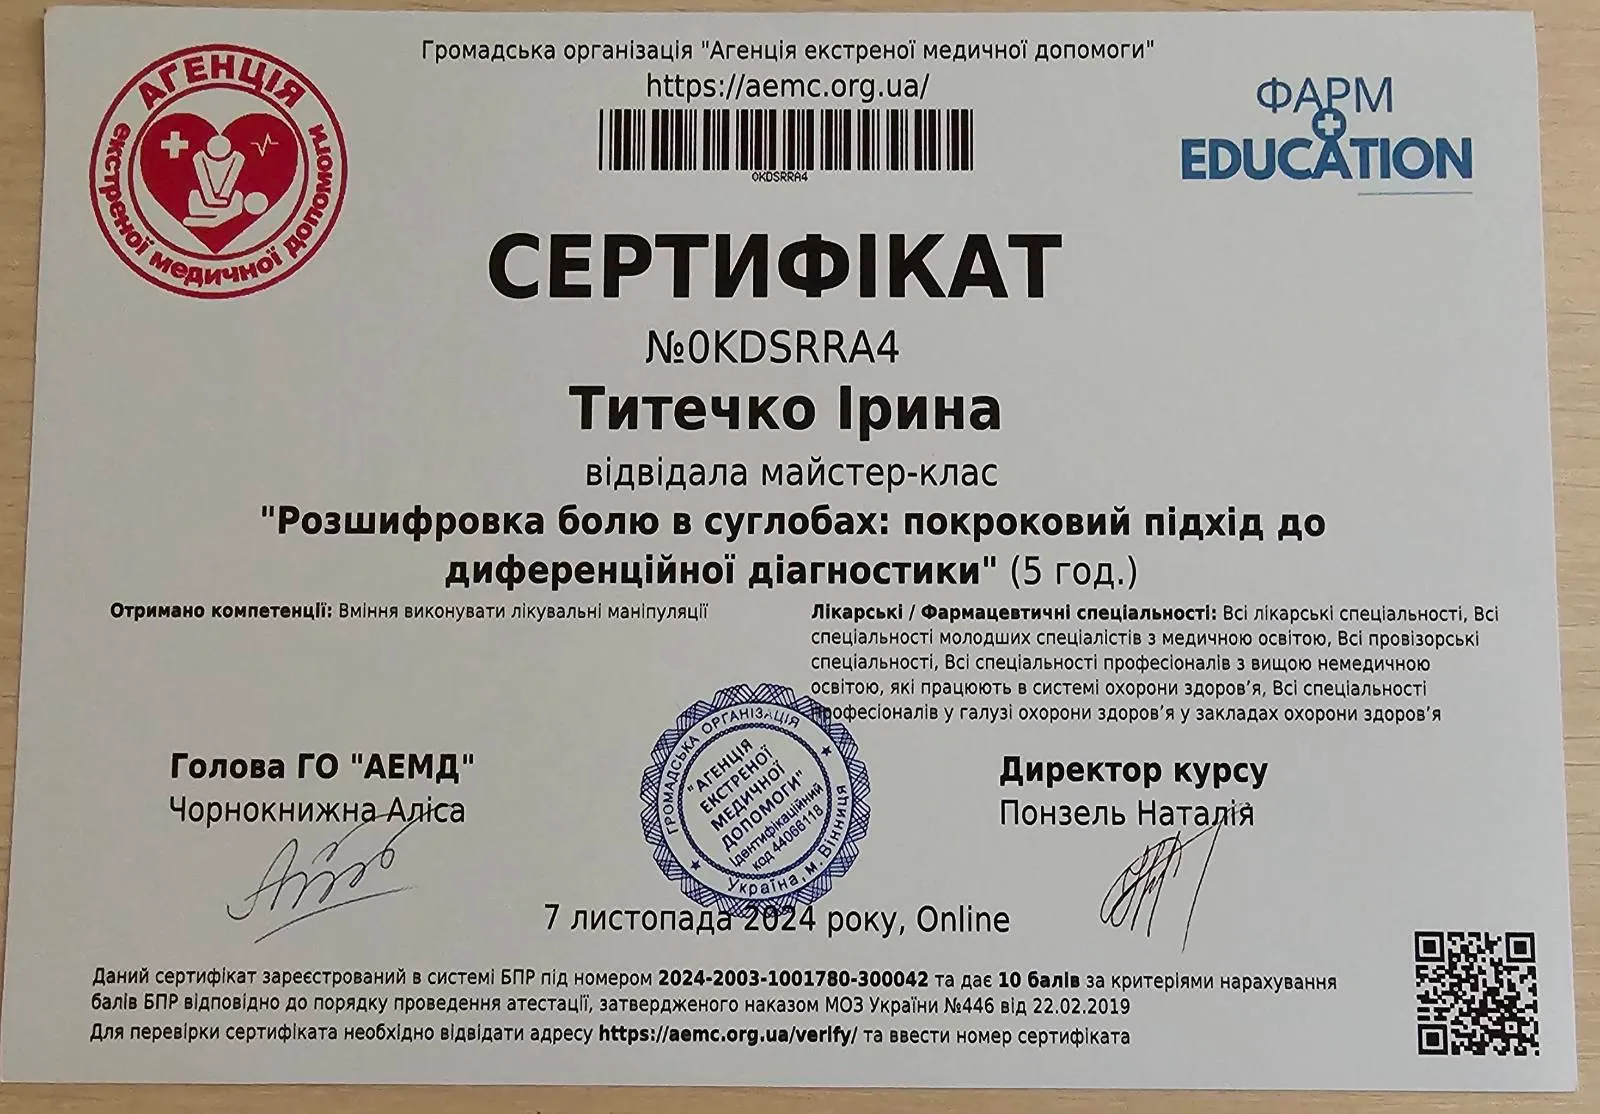 Громадська організація "Агенція екстреної медичної допомоги"
https://aemc.org.ua/
0KDSRRA4
АГЕНЦІЯ
екстреної медичної допомоги
ФАРМ
EDUCATION
СЕРТИФІКАТ
№0KDSRRA4
Титечко Ірина
відвідала майстер-клас
"Розшифровка болю в суглобах: покроковий підхід до
диференційної діагностики" (5 год.)
Отримано компетенції: Вміння виконувати лікувальні маніпуляції
Лікарські / Фармацевтичні спеціальності: Всі лікарські спеціальності, Всі
спеціальності молодших спеціалістів з медичною освітою, Всі провізорські
спеціальності, Всі спеціальності професіоналів з вищою немедичною
освітою, які працюють в системі охорони здоров’я, Всі спеціальності
професіоналів у галузі охорони здоров’я у закладах охорони здоров’я
Голова ГО "АЕМД"
Чорнокнижна Аліса
ГРОМАДСЬКА ОРГАНІЗАЦІЯ
"АГЕНЦІЯ
ЕКСТРЕНОЇ
МЕДИЧНОЇ
ДОПОМОГИ"
Ідентифікаційний
код 44066118
Україна, м. Вінниця
Директор курсу
Понзель Наталія
7 листопада 2024 року, Online
Даний сертифікат зареєстрований в системі БПР під номером 2024-2003-1001780-300042 та дає 10 балів за критеріями нарахування
балів БПР відповідно до порядку проведення атестації, затвердженого наказом МОЗ України №446 від 22.02.2019
Для перевірки сертифіката необхідно відвідати адресу https://aemc.org.ua/verify/ та ввести номер сертифіката